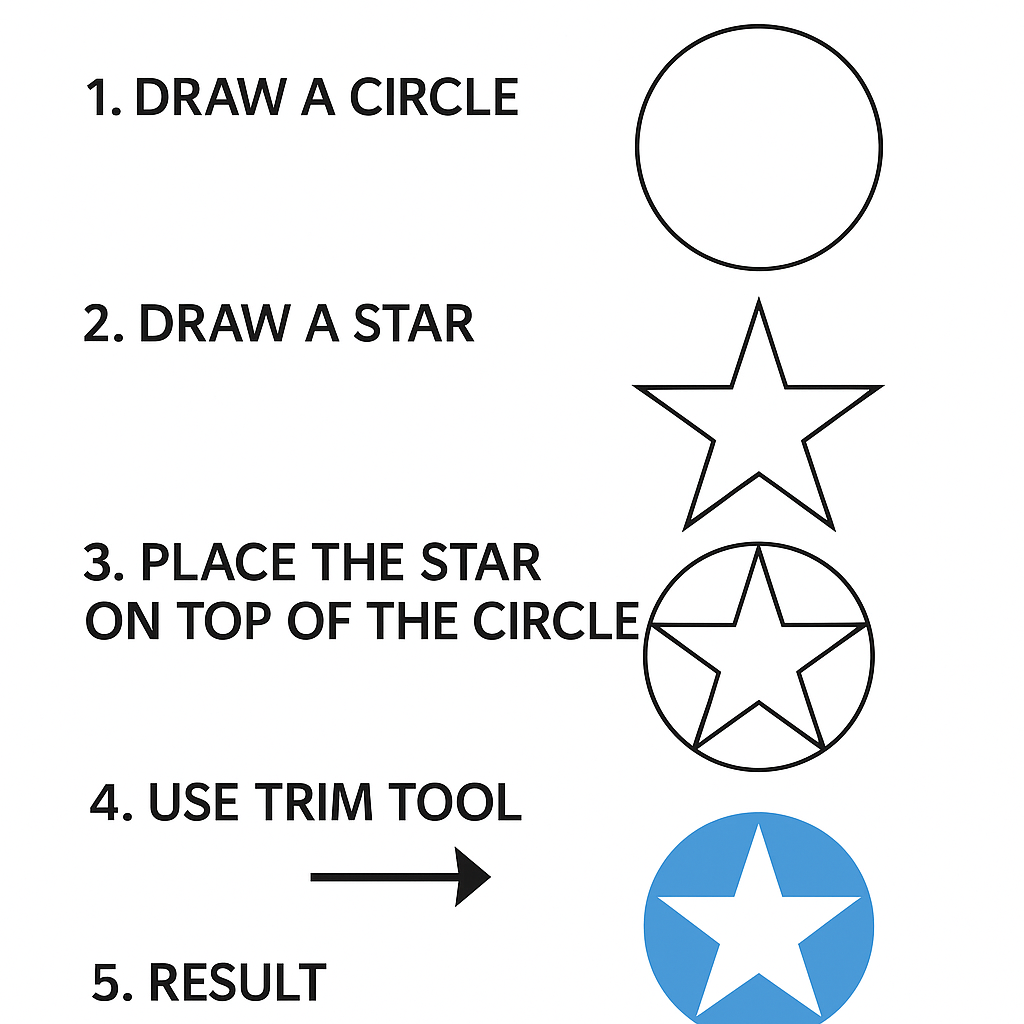 1. DRAW A CIRCLE
2. DRAW A STAR
3. PLACE THE STAR
ON TOP OF THE CIRCLE
4. USE TRIM TOOL
5. RESULT